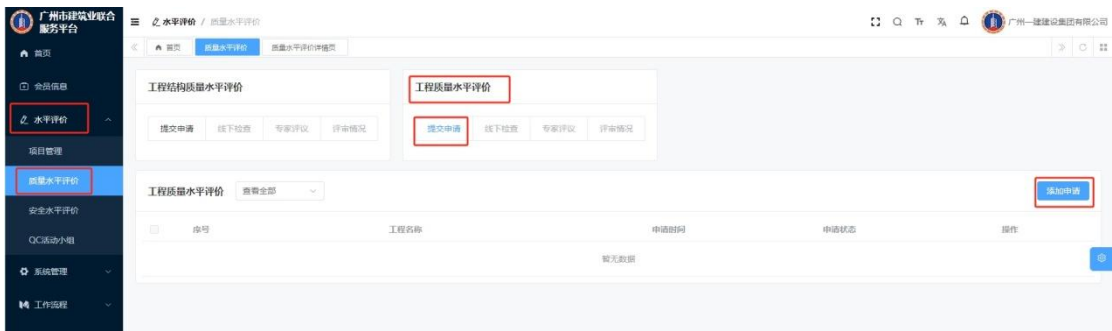 广州市建筑业联合
服务平台
水平评价 / 质量水平评价
Tr
广州一建建设集团有限公司
首页
首页 质量水平评价 质量水平评价详情页
会员信息
工程结构质量水平评价
工程质量水平评价
水平评价
提交申请 线下检查 专家评议 评审情况
提交申请 线下检查 专家评议 评审情况
项目管理
质量水平评价
工程质量水平评价 查看全部
添加申请
安全水平评价
QC活动小组
序号 工程名称 申请时间 申请状态 操作
暂无数据
系统管理
工作流程